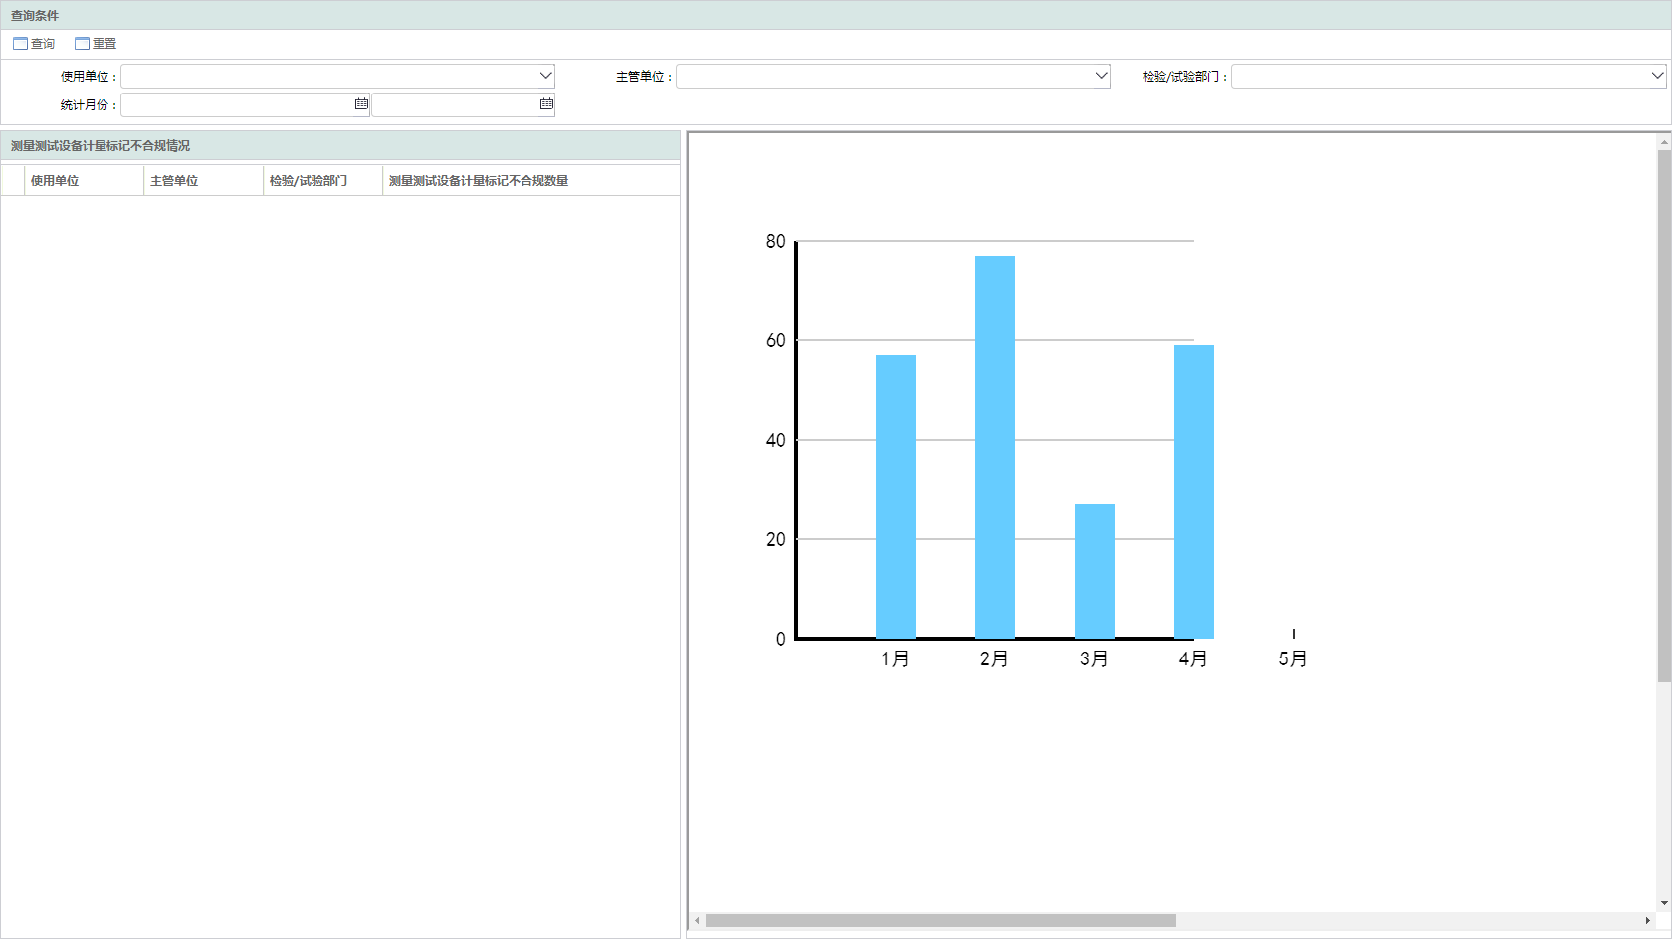 查询条件
查询 重置
使用单位： 主管单位： 检验/试验部门：
统计月份：
测量测试设备计量标记不合规情况
使用单位 主管单位 检验/试验部门 测量测试设备计量标记不合规数量
80
60
40
20
0
1月 2月 3月 4月 5月